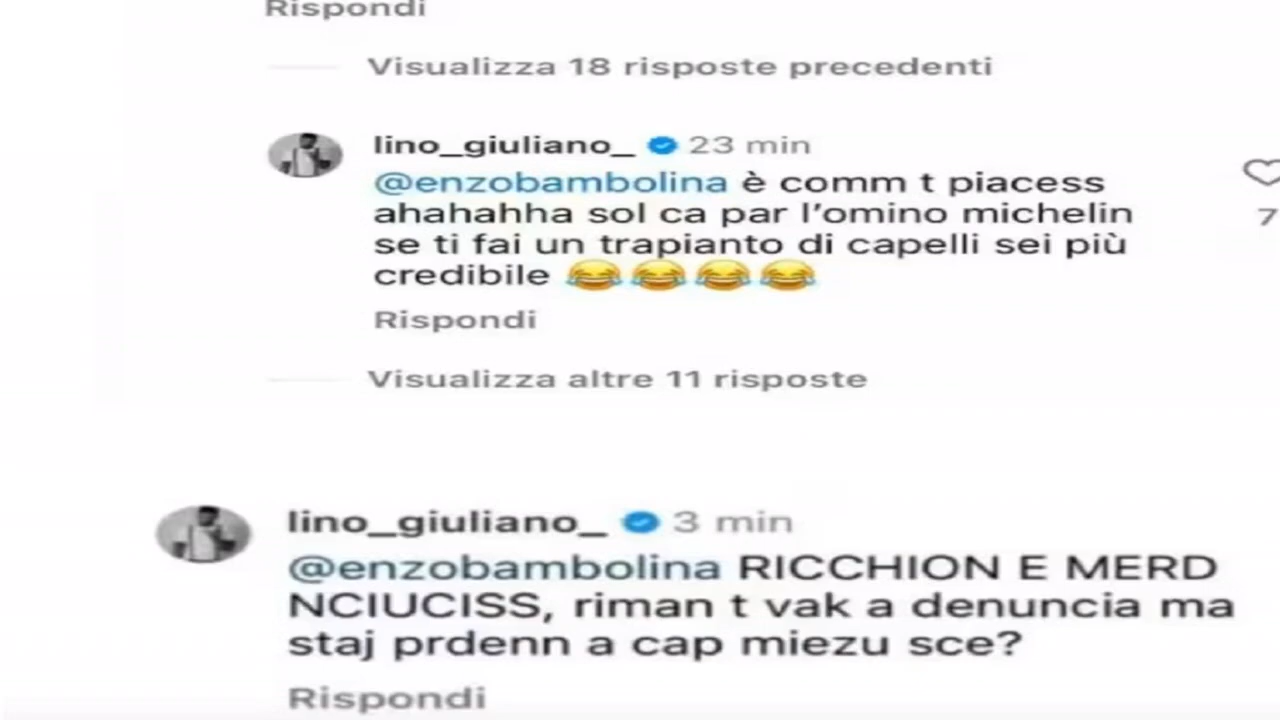 Rispondi
Visualizza 18 risposte precedenti
lino_giuliano_ 23 min
@enzobambolina è comm t piacess
ahahahha sol ca par l'omino michelin
7
se ti fai un trapianto di capelli sei più
credibile 😂😂😂😂
Rispondi
Visualizza altre 11 risposte
lino_giuliano_ 3 min
@enzobambolina RICCHION E MERD
NCIUCISS, riman t vak a denuncia ma
staj prdenn a cap miezu sce?
Rispondi